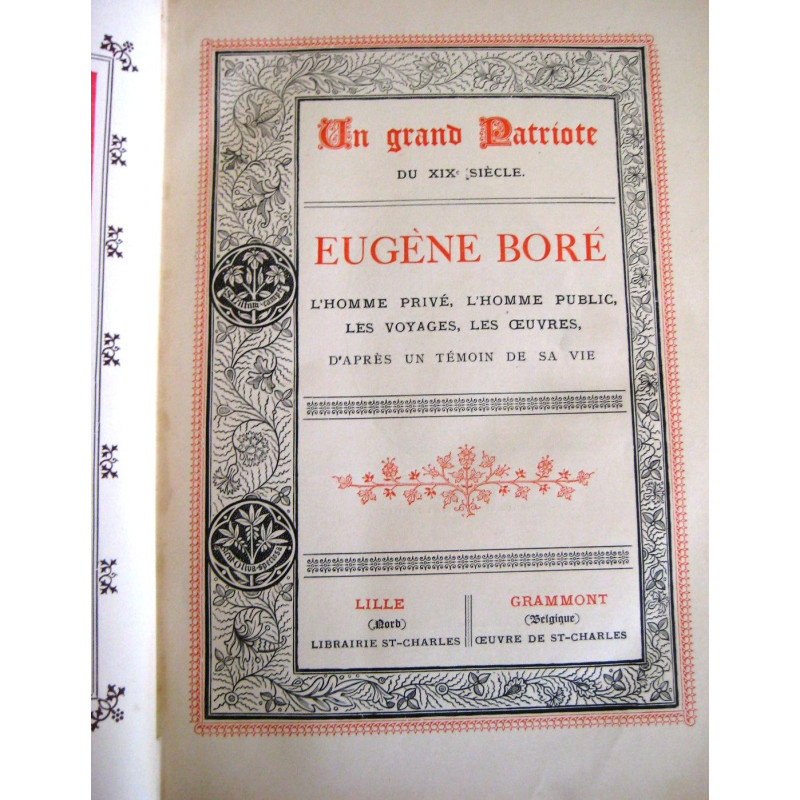 Un grand Patriote
DU XIXe SIÈCLE.
EUGÈNE BORÉ
L'HOMME PRIVÉ, L'HOMME PUBLIC,
LES VOYAGES, LES ŒUVRES,
D'APRÈS UN TÉMOIN DE SA VIE
LILLE
(Nord)
LIBRAIRIE ST-CHARLES
GRAMMONT
(Belgique)
ŒUVRE DE ST-CHARLES